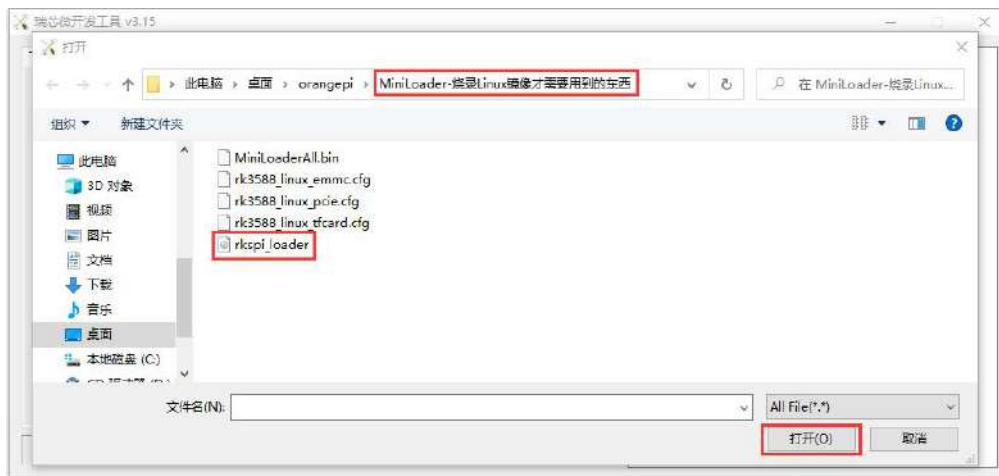 瑞芯微开发工具 v3.15
打开
此电脑 › 桌面 › orangepi › MiniLoader-烧录Linux镜像才需要用到的东西
在 MiniLoader-烧录Linux...
组织 新建文件夹
此电脑
3D 对象
视频
图片
文档
下载
音乐
桌面
本地磁盘 (C:)
MiniLoaderAll.bin
rk3588_linux_emmc.cfg
rk3588_linux_pcie.cfg
rk3588_linux_tfcard.cfg
rkspi_loader
文件名(N):
All File(*.*)
打开(O) 取消